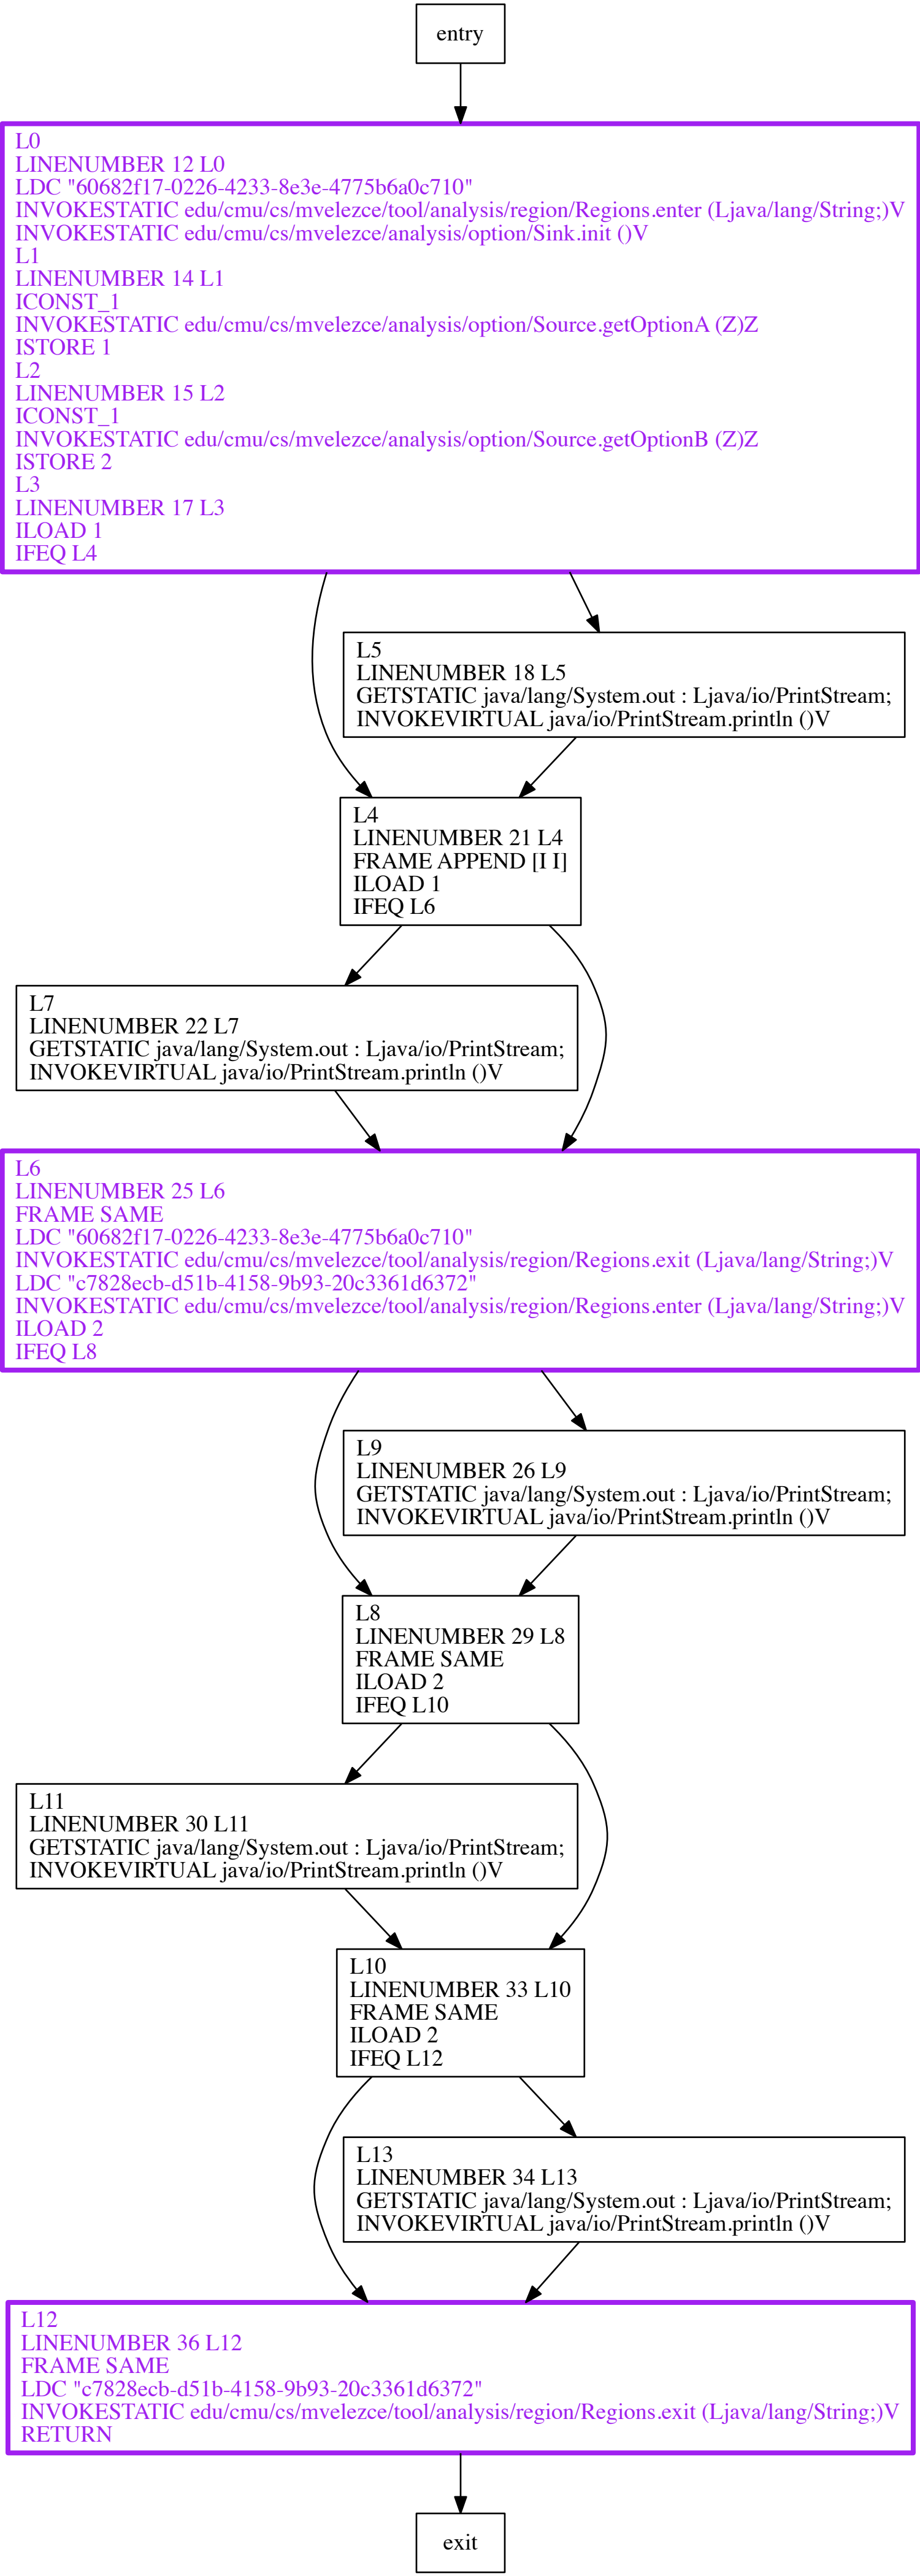 entry
L0
LINENUMBER 12 L0
LDC "60682f17-0226-4233-8e3e-4775b6a0c710"
INVOKESTATIC edu/cmu/cs/mvelezce/tool/analysis/region/Regions.enter (Ljava/lang/String;)V
INVOKESTATIC edu/cmu/cs/mvelezce/analysis/option/Sink.init ()V
L1
LINENUMBER 14 L1
ICONST_1
INVOKESTATIC edu/cmu/cs/mvelezce/analysis/option/Source.getOptionA (Z)Z
ISTORE 1
L2
LINENUMBER 15 L2
ICONST_1
INVOKESTATIC edu/cmu/cs/mvelezce/analysis/option/Source.getOptionB (Z)Z
ISTORE 2
L3
LINENUMBER 17 L3
ILOAD 1
IFEQ L4
L5
LINENUMBER 18 L5
GETSTATIC java/lang/System.out : Ljava/io/PrintStream;
INVOKEVIRTUAL java/io/PrintStream.println ()V
L4
LINENUMBER 21 L4
FRAME APPEND [I I]
ILOAD 1
IFEQ L6
L7
LINENUMBER 22 L7
GETSTATIC java/lang/System.out : Ljava/io/PrintStream;
INVOKEVIRTUAL java/io/PrintStream.println ()V
L6
LINENUMBER 25 L6
FRAME SAME
LDC "60682f17-0226-4233-8e3e-4775b6a0c710"
INVOKESTATIC edu/cmu/cs/mvelezce/tool/analysis/region/Regions.exit (Ljava/lang/String;)V
LDC "c7828ecb-d51b-4158-9b93-20c3361d6372"
INVOKESTATIC edu/cmu/cs/mvelezce/tool/analysis/region/Regions.enter (Ljava/lang/String;)V
ILOAD 2
IFEQ L8
L9
LINENUMBER 26 L9
GETSTATIC java/lang/System.out : Ljava/io/PrintStream;
INVOKEVIRTUAL java/io/PrintStream.println ()V
L8
LINENUMBER 29 L8
FRAME SAME
ILOAD 2
IFEQ L10
L11
LINENUMBER 30 L11
GETSTATIC java/lang/System.out : Ljava/io/PrintStream;
INVOKEVIRTUAL java/io/PrintStream.println ()V
L10
LINENUMBER 33 L10
FRAME SAME
ILOAD 2
IFEQ L12
L13
LINENUMBER 34 L13
GETSTATIC java/lang/System.out : Ljava/io/PrintStream;
INVOKEVIRTUAL java/io/PrintStream.println ()V
L12
LINENUMBER 36 L12
FRAME SAME
LDC "c7828ecb-d51b-4158-9b93-20c3361d6372"
INVOKESTATIC edu/cmu/cs/mvelezce/tool/analysis/region/Regions.exit (Ljava/lang/String;)V
RETURN
exit